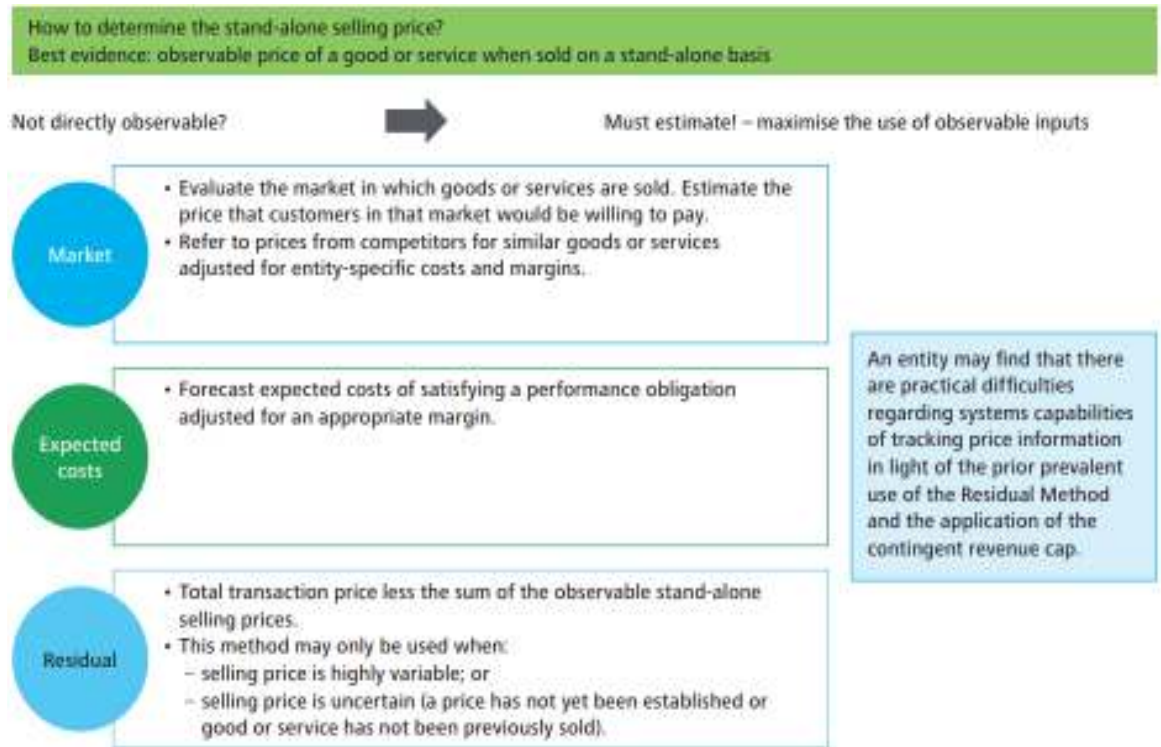 How to determine the stand-alone selling price?
Best evidence: observable price of a good or service when sold on a stand-alone basis
Not directly observable?
Must estimate! – maximise the use of observable inputs
Market
• Evaluate the market in which goods or services are sold. Estimate the
price that customers in that market would be willing to pay.
• Refer to prices from competitors for similar goods or services
adjusted for entity-specific costs and margins.
Expected
costs
• Forecast expected costs of satisfying a performance obligation
adjusted for an appropriate margin.
Residual
• Total transaction price less the sum of the observable stand-alone
selling prices.
• This method may only be used when:
– selling price is highly variable; or
– selling price is uncertain (a price has not yet been established or
good or service has not been previously sold).
An entity may find that there
are practical difficulties
regarding systems capabilities
of tracking price information
in light of the prior prevalent
use of the Residual Method
and the application of the
contingent revenue cap.